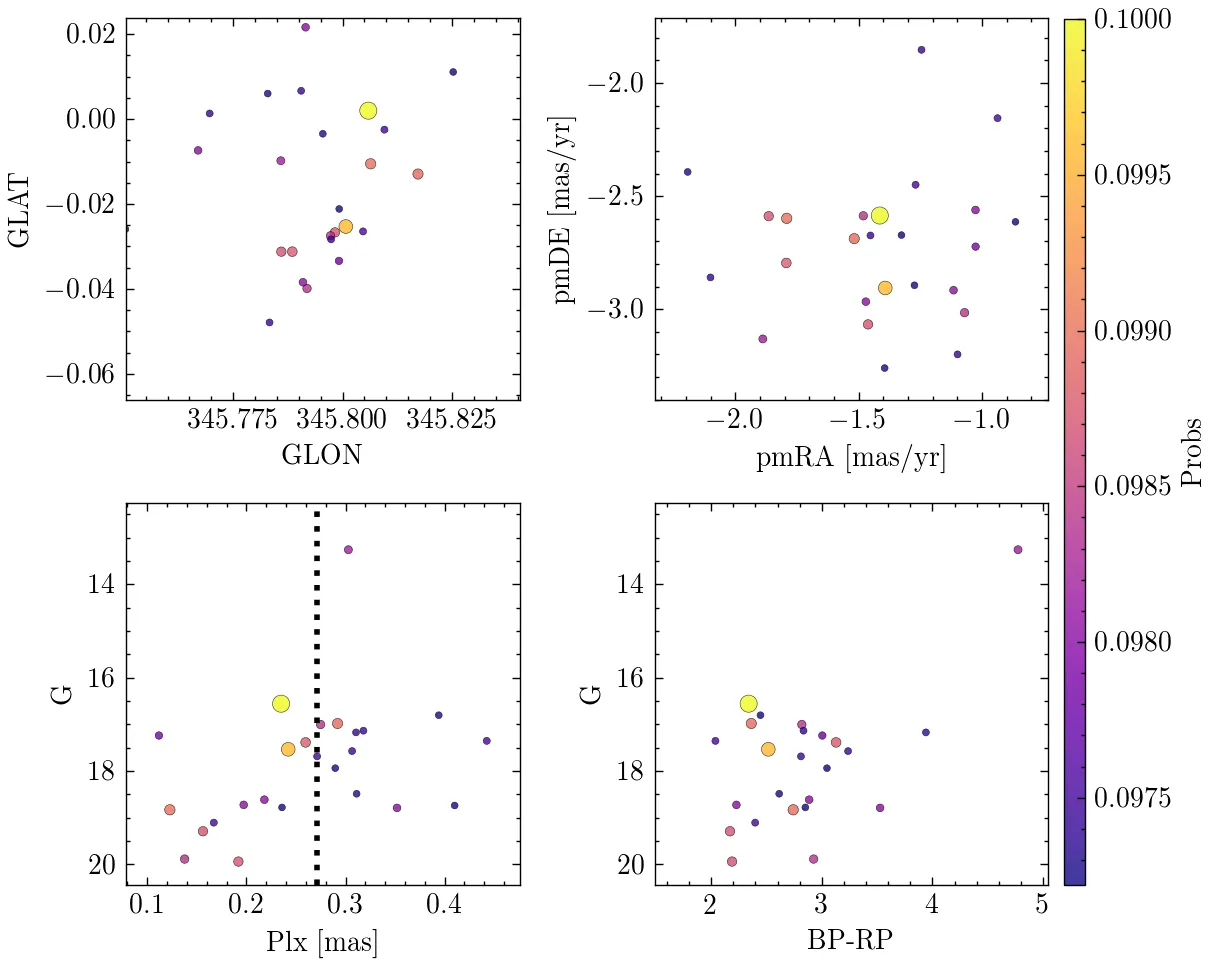 0.02
0.00
−0.02
−0.04
−0.06
GLAT
345.775 345.800 345.825
GLON
−2.0
−2.5
−3.0
pmDE [mas/yr]
−2.0 −1.5 −1.0
pmRA [mas/yr]
0.1000
0.0995
0.0990
0.0985
0.0980
0.0975
Probs
14
16
18
20
G
0.1 0.2 0.3 0.4
Plx [mas]
14
16
18
20
G
2 3 4 5
BP-RP